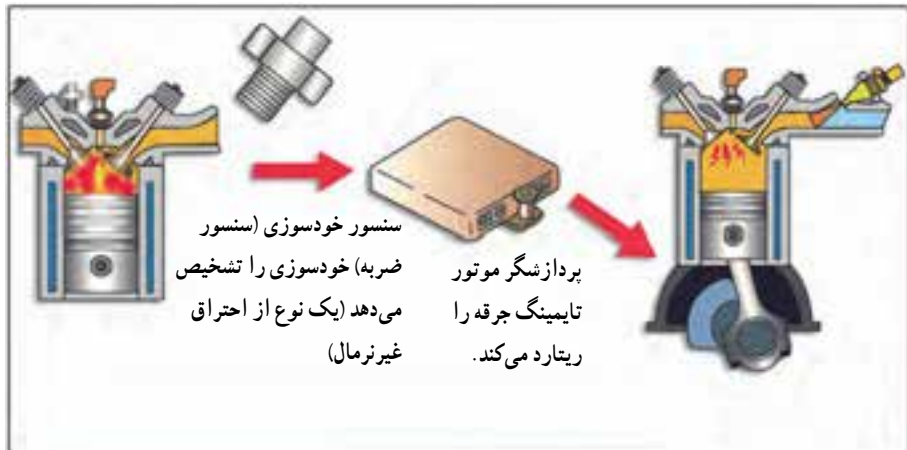 سنسور خودسوزی (سنسور
ضربه) خودسوزی را تشخیص
می‌دهد (یک نوع از احتراق
غیرنرمال)
پردازشگر موتور
تایمینگ جرقه را
ریتارد می‌کند.